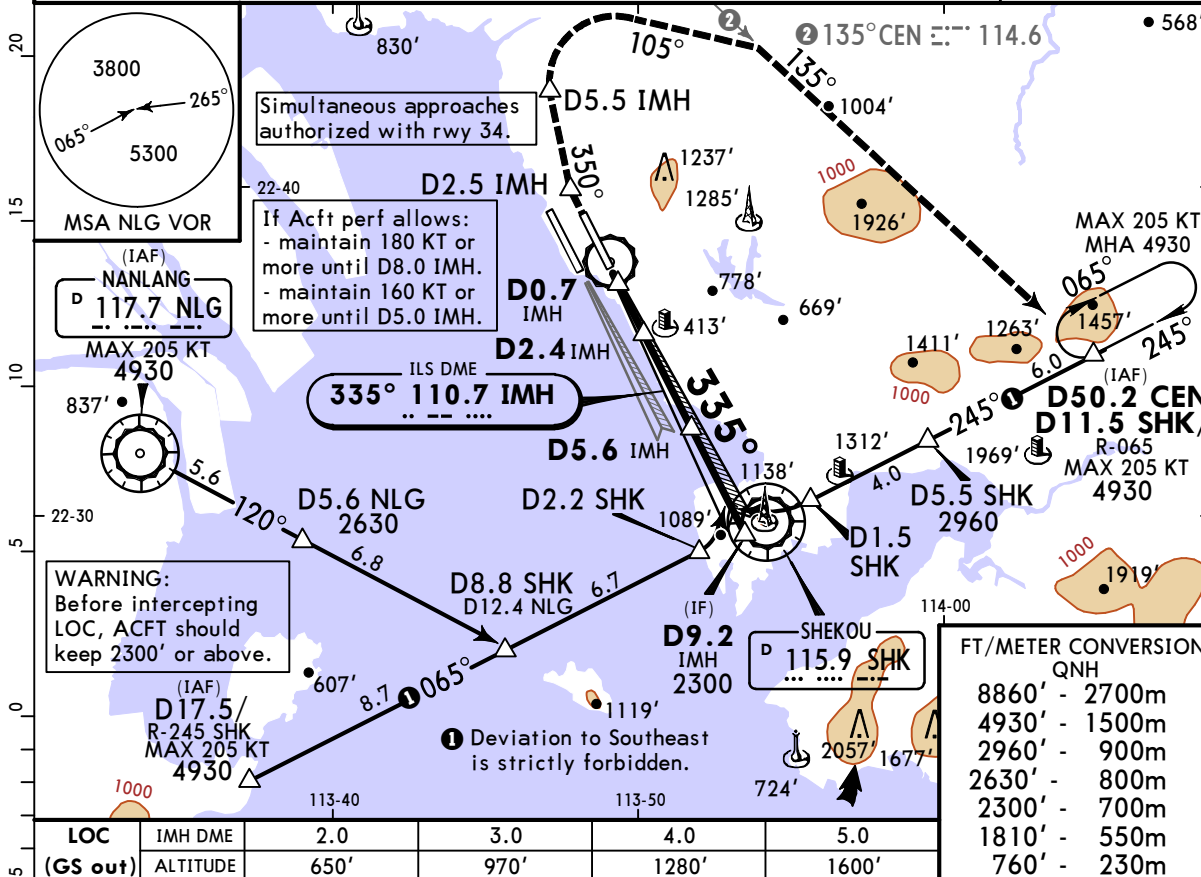 20
3800
265°
065°
5300
MSA NLG VOR
830'
Simultaneous approaches
authorized with rwy 34.
105°
2
2 135° CEN 114.6
568'
135°
D5.5 IMH
1004'
350°
22-40
15
D2.5 IMH
1237'
1285'
1000
1926'
MAX 205 KT
MHA 4930
If Acft perf allows:
- maintain 180 KT or
more until D8.0 IMH.
- maintain 160 KT or
more until D5.0 IMH.
(IAF)
NANLANG
D 117.7 NLG
MAX 205 KT
4930
D0.7
IMH
778'
669'
413'
D2.4 IMH
065°
1457'
245°
1263'
1411'
1000
6.0
10
837'
ILS DME
335° 110.7 IMH
335°
(IAF)
D50.2 CEN
D11.5 SHK/
R-065
MAX 205 KT
4930
245°
1
D5.6 IMH
1312'
1969'
1138'
4.0
5.6
120°
D5.6 NLG
2630
D2.2 SHK
D5.5 SHK
2960
22-30
1089'
D1.5
SHK
5
6.8
WARNING:
Before intercepting
LOC, ACFT should
keep 2300' or above.
D8.8 SHK
D12.4 NLG
6.7
(IF)
D9.2
IMH
2300
SHEKOU
D 115.9 SHK
1000
1919'
114-00
607'
(IAF)
D17.5/
R-245 SHK
MAX 205 KT
4930
8.7
1
065°
0
1119'
1 Deviation to Southeast
is strictly forbidden.
2057'
1677'
724'
1000
113-40
113-50
FT/METER CONVERSION
QNH
8860' - 2700m
4930' - 1500m
2960' - 900m
2630' - 800m
2300' - 700m
1810' - 550m
760' - 230m
LOC
(GS out)
IMH DME 2.0 3.0 4.0 5.0
ALTITUDE 650' 970' 1280' 1600'
5